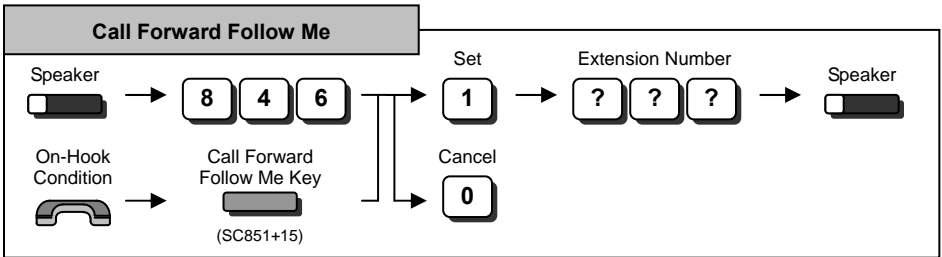 Call Forward Follow Me
Speaker
8 4 6
Set
1
Extension Number
? ? ?
Speaker
On-Hook
Condition
Call Forward
Follow Me Key
(SC851+15)
Cancel
0